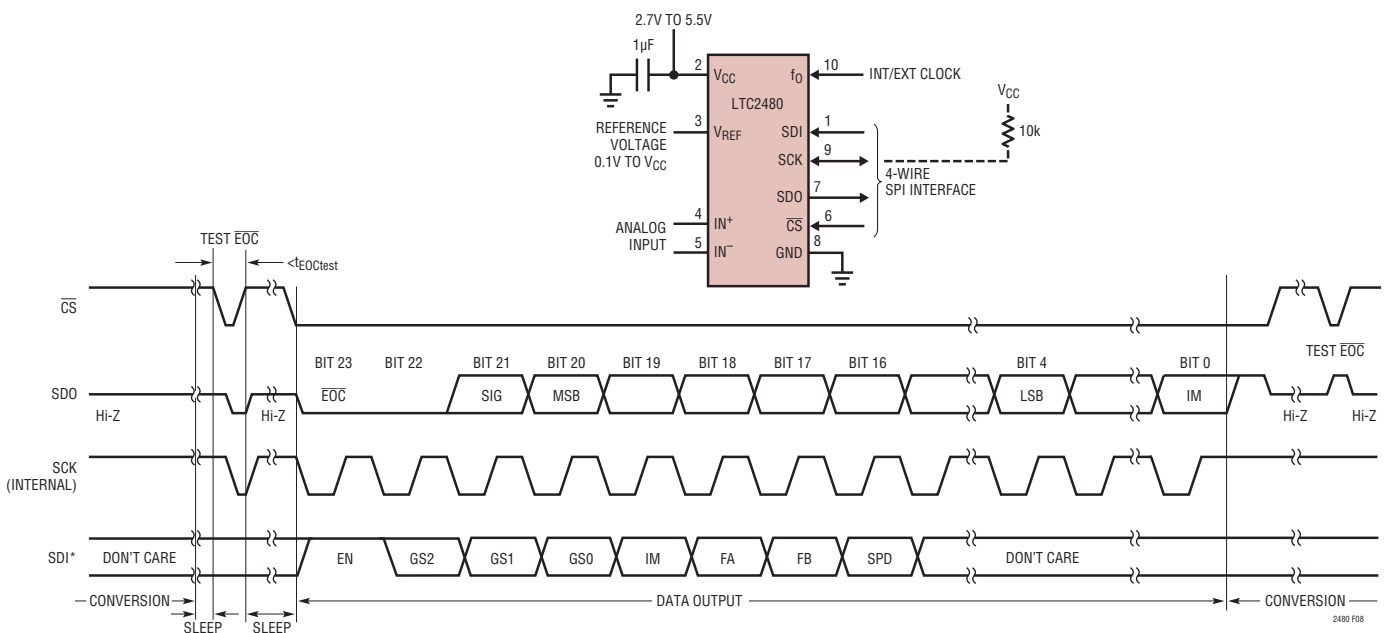 2.7V TO 5.5V
1µF
2
VCC
fO
10
INT/EXT CLOCK
LTC2480
VCC
10k
REFERENCE
VOLTAGE
0.1V TO VCC
3
VREF
SDI
1
SCK
9
SDO
7
4-WIRE
SPI INTERFACE
ANALOG
INPUT
4
IN+
CS
6
5
IN–
GND
8
TEST EOC
<tEOCtest
CS
BIT 23
BIT 22
BIT 21
BIT 20
BIT 19
BIT 18
BIT 17
BIT 16
BIT 4
BIT 0
TEST EOC
SDO
EOC
SIG
MSB
LSB
IM
Hi-Z
Hi-Z
Hi-Z
Hi-Z
SCK
(INTERNAL)
SDI*
DON'T CARE
EN
GS2
GS1
GS0
IM
FA
FB
SPD
DON'T CARE
CONVERSION
SLEEP
SLEEP
DATA OUTPUT
CONVERSION
2480 F08